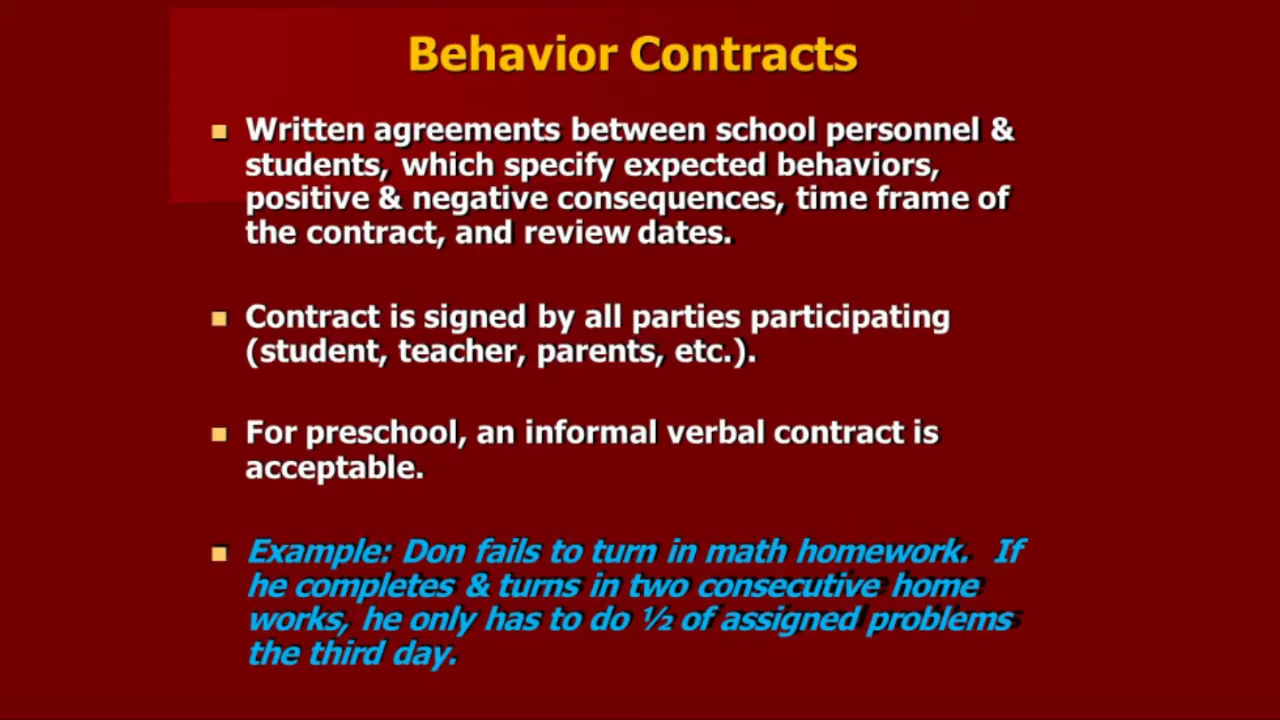 Behavior Contracts
Written agreements between school personnel &
students, which specify expected behaviors,
positive & negative consequences, time frame of
the contract, and review dates.
Contract is signed by all parties participating
(student, teacher, parents, etc.).
For preschool, an informal verbal contract is
acceptable.
Example: Don fails to turn in math homework. If
he completes & turns in two consecutive home
works, he only has to do ½ of assigned problems
the third day.